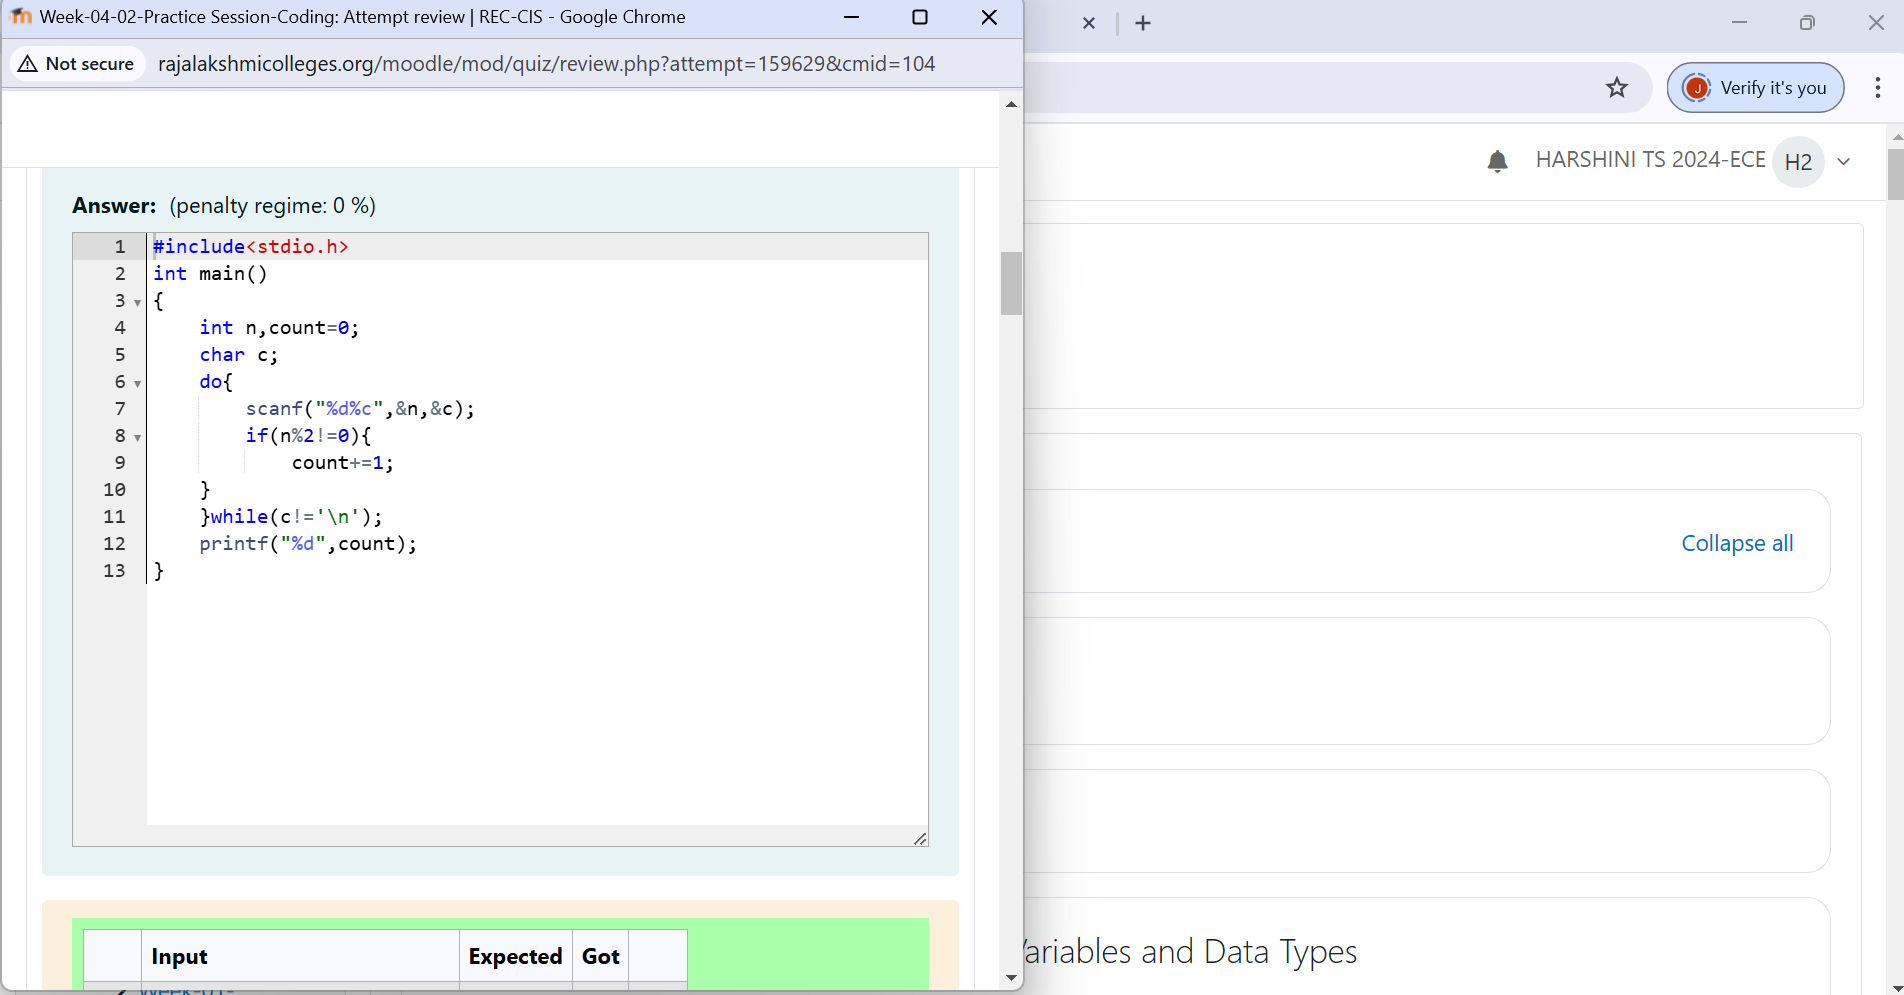 Week-04-02-Practice Session-Coding: Attempt review | REC-CIS - Google Chrome
Not secure rajalakshmicolleges.org/moodle/mod/quiz/review.php?attempt=159629&cmid=104
J Verify it's you
HARSHINI TS 2024-ECE H2
Answer: (penalty regime: 0 %)
1 #include<stdio.h>
2 int main()
3 {
4 int n,count=0;
5 char c;
6 do{
7 scanf("%d%c",&n,&c);
8 if(n%2!=0){
9 count+=1;
10 }
11 }while(c!='\n');
12 printf("%d",count);
13 }
Collapse all
Input Expected Got
Variables and Data Types
Week-01-